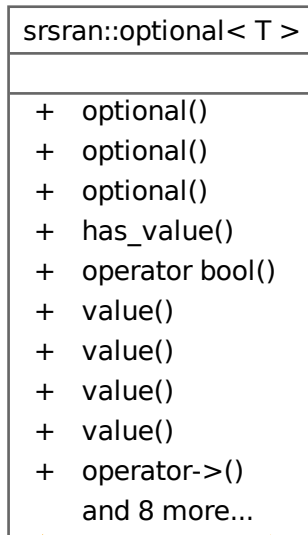 srsran::optional< T >
+ optional()
+ optional()
+ optional()
+ has_value()
+ operator bool()
+ value()
+ value()
+ value()
+ value()
+ operator->()
and 8 more...